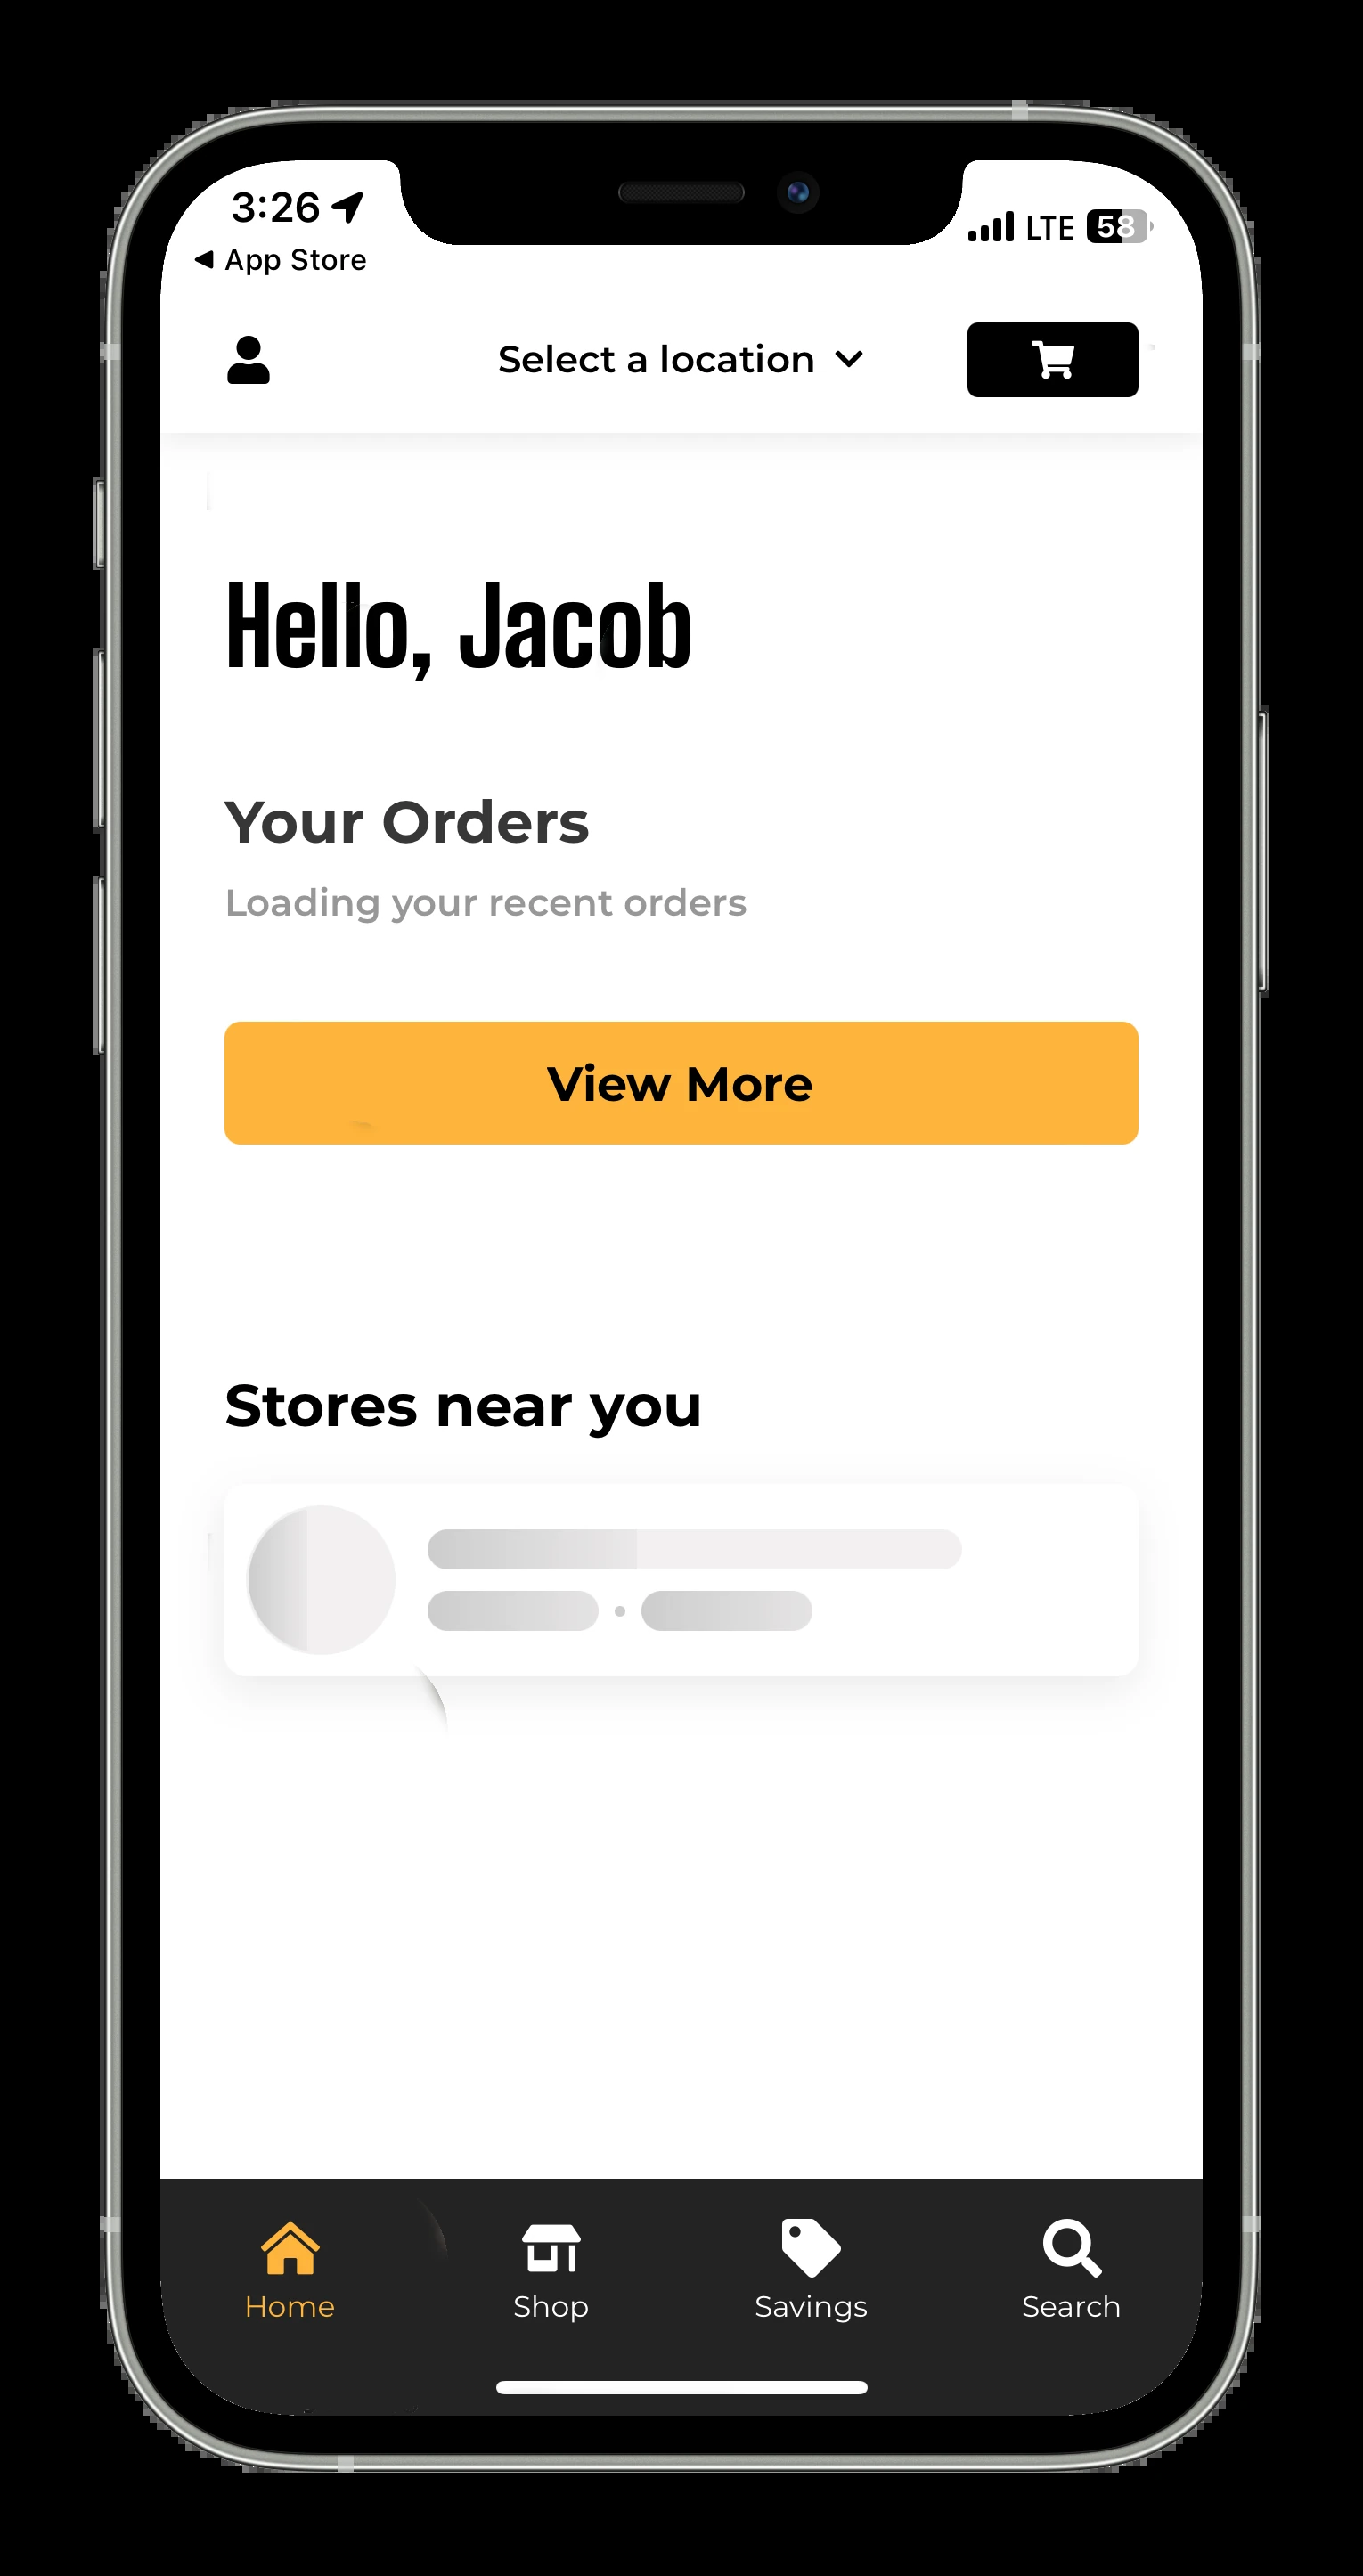 3:26
LTE 58
◀ App Store
Select a location
Hello, Jacob
Your Orders
Loading your recent orders
View More
Stores near you
Home
Shop
Savings
Search